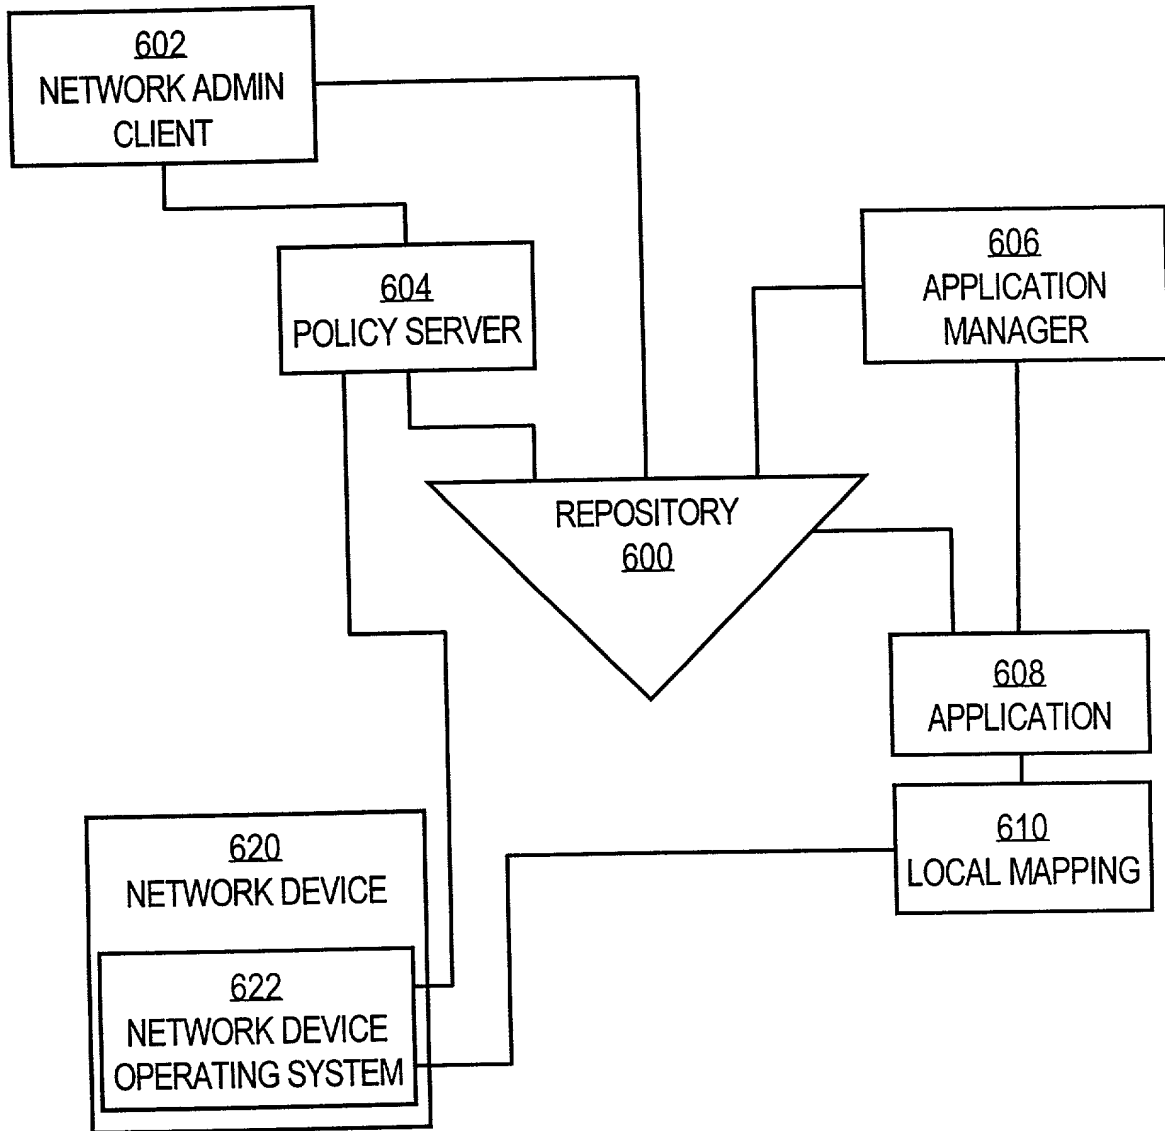 602
NETWORK ADMIN
CLIENT
604
POLICY SERVER
606
APPLICATION
MANAGER
REPOSITORY
600
608
APPLICATION
610
LOCAL MAPPING
620
NETWORK DEVICE
622
NETWORK DEVICE
OPERATING SYSTEM